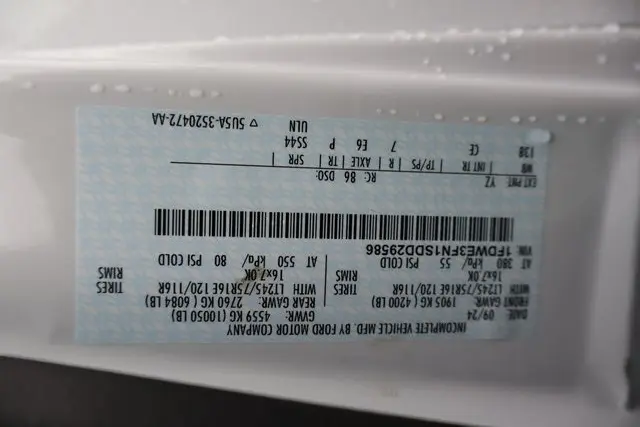 INCOMPLETE VEHICLE MFD. BY FORD MOTOR COMPANY
DATE: 09/24 GVWR: 4559 KG (10050 LB)
FRONT GAWR: 1905 KG (4200 LB) REAR GAWR: 2760 KG (6084 LB)
WITH LT245/75R16E 120/116R TIRES WITH LT245/75R16E 120/116R TIRES
16x7.0K RIMS 16x7.0K RIMS
AT 380 kPa/ 55 PSI COLD AT 550 kPa/ 80 PSI COLD
VIN: 1FDWE3FN1SDD29586
EXT PNT: YZ RC: 86 DSO:
WB | INT TR | TP/PS | R | AXLE | TR | SPR
138 CE 7 E6 P SS44
ULN
▽ 5U5A-3520472-AA